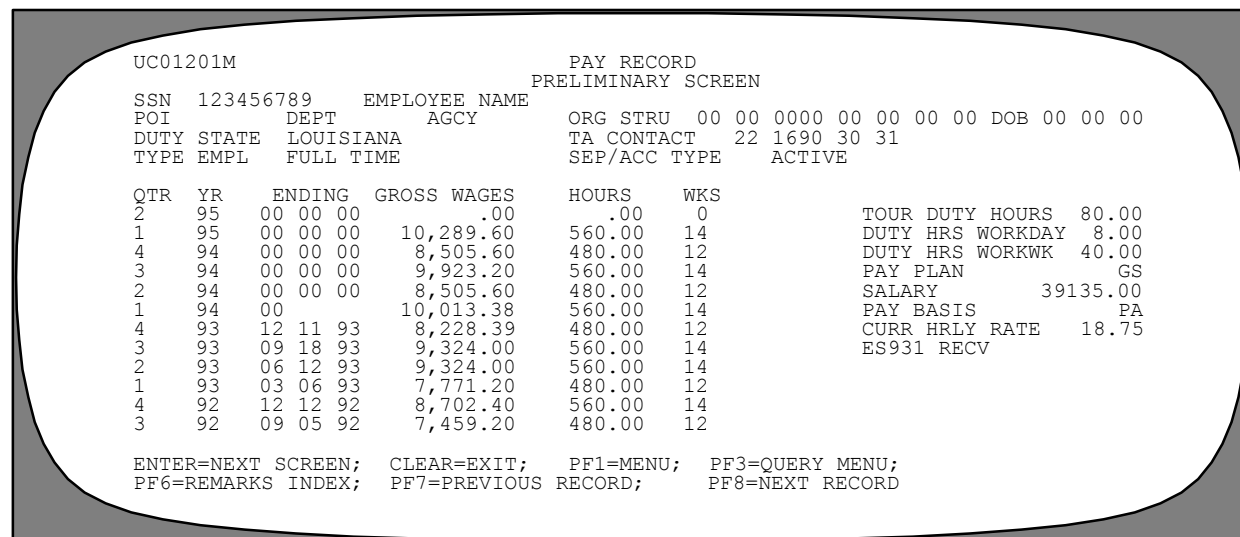 UC01201M PAY RECORD
PRELIMINARY SCREEN
SSN 123456789 EMPLOYEE NAME
POI DEPT AGCY ORG STRU 00 00 0000 00 00 00 00 DOB 00 00 00
DUTY STATE LOUISIANA TA CONTACT 22 1690 30 31
TYPE EMPL FULL TIME SEP/ACC TYPE ACTIVE
QTR YR ENDING GROSS WAGES HOURS WKS
2 95 00 00 00 .00 .00 0 TOUR DUTY HOURS 80.00
1 95 00 00 00 10,289.60 560.00 14 DUTY HRS WORKDAY 8.00
4 94 00 00 00 8,505.60 480.00 12 DUTY HRS WORKWK 40.00
3 94 00 00 00 9,923.20 560.00 14 PAY PLAN GS
2 94 00 00 00 8,505.60 480.00 12 SALARY 39135.00
1 94 00 10,013.38 560.00 14 PAY BASIS PA
4 93 12 11 93 8,228.39 480.00 12 CURR HRLY RATE 18.75
3 93 09 18 93 9,324.00 560.00 14 ES931 RECV
2 93 06 12 93 9,324.00 560.00 14
1 93 03 06 93 7,771.20 480.00 12
4 92 12 12 92 8,702.40 560.00 14
3 92 09 05 92 7,459.20 480.00 12
ENTER=NEXT SCREEN; CLEAR=EXIT; PF1=MENU; PF3=QUERY MENU;
PF6=REMARKS INDEX; PF7=PREVIOUS RECORD; PF8=NEXT RECORD